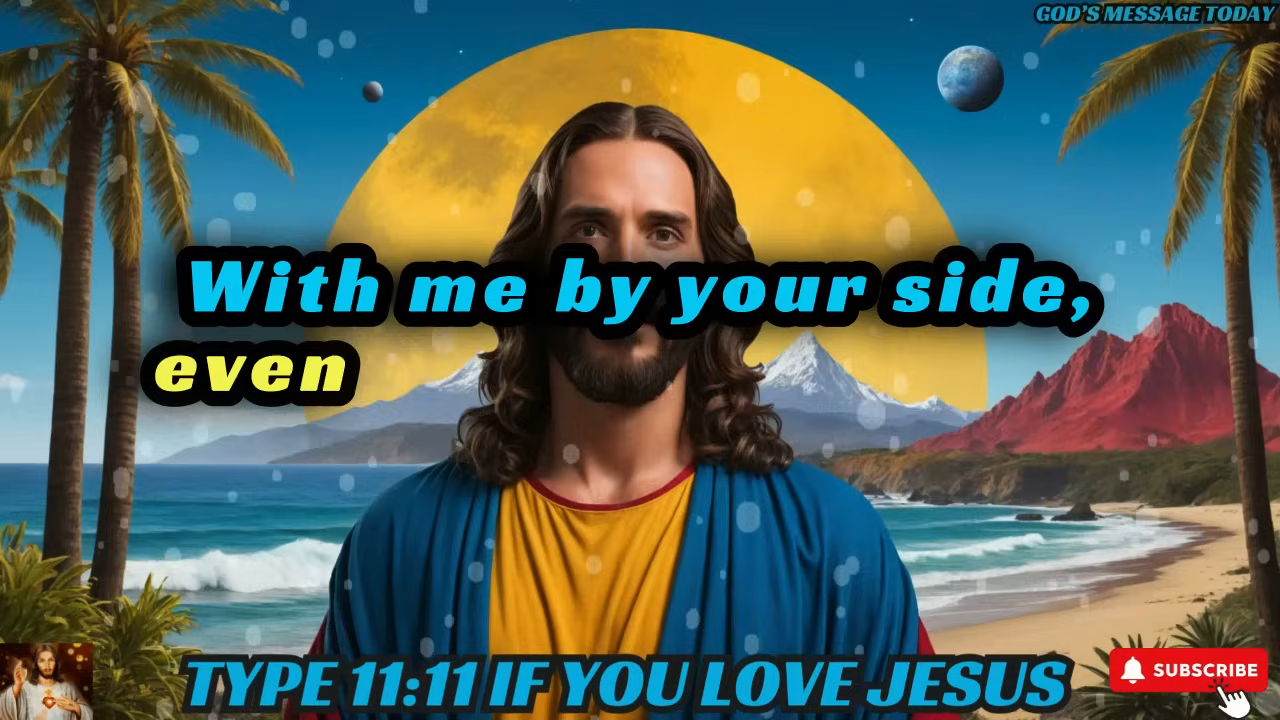 GOD'S MESSAGE TODAY
With me by your side,
even
TYPE 11:11 IF YOU LOVE JESUS
SUBSCRIBE